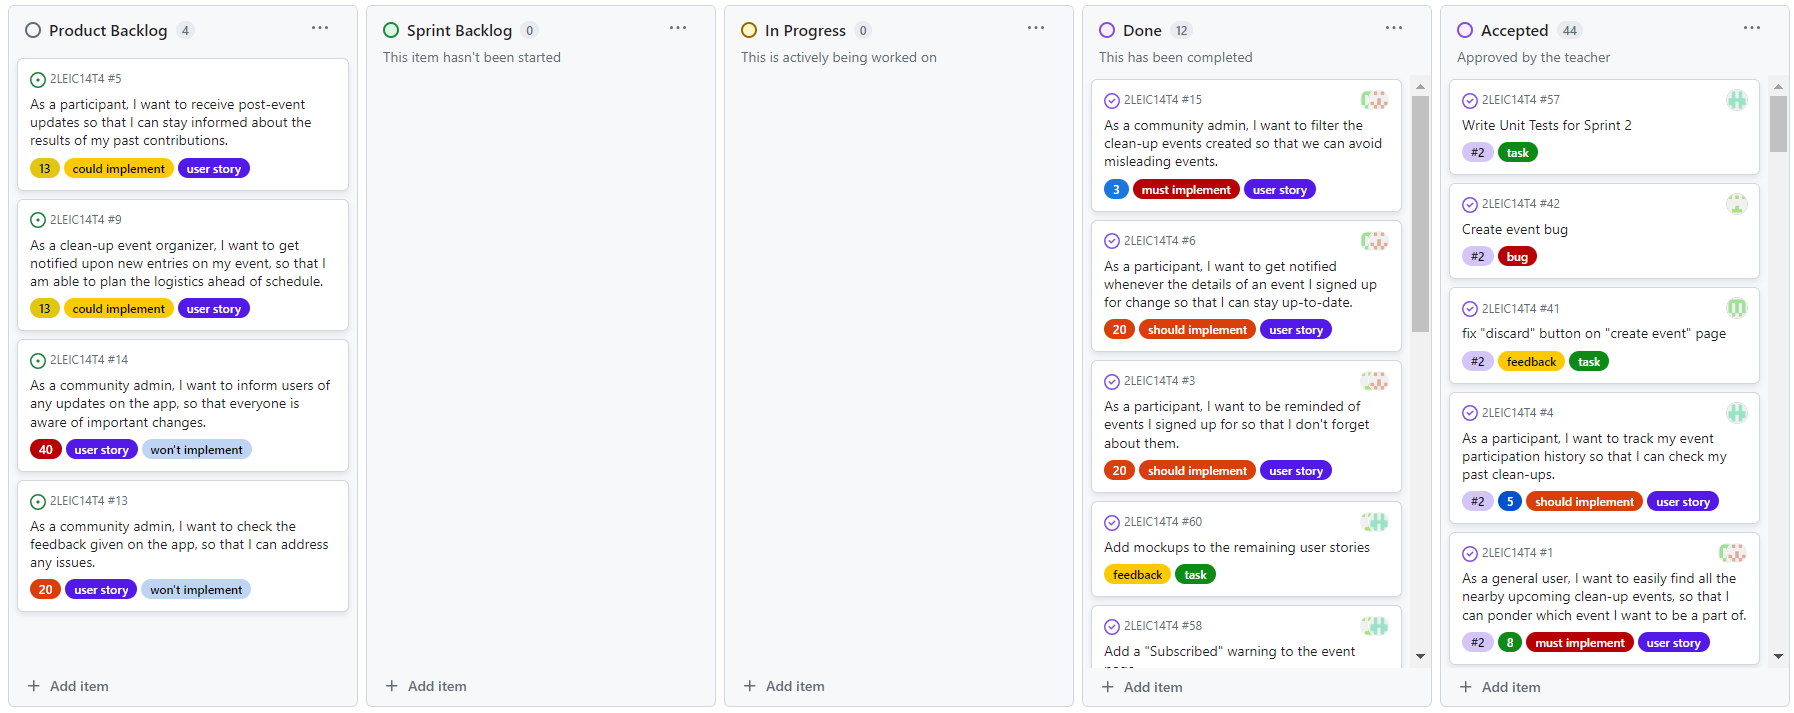 Product Backlog 4
2LEIC14T4 #5
As a participant, I want to receive post-event
updates so that I can stay informed about the
results of my past contributions.
13 could implement user story
2LEIC14T4 #9
As a clean-up event organizer, I want to get
notified upon new entries on my event, so that I
am able to plan the logistics ahead of schedule.
13 could implement user story
2LEIC14T4 #14
As a community admin, I want to inform users of
any updates on the app, so that everyone is
aware of important changes.
40 user story won't implement
2LEIC14T4 #13
As a community admin, I want to check the
feedback given on the app, so that I can address
any issues.
20 user story won't implement
+ Add item
Sprint Backlog 0
This item hasn't been started
+ Add item
In Progress 0
This is actively being worked on
+ Add item
Done 12
This has been completed
2LEIC14T4 #15
As a community admin, I want to filter the
clean-up events created so that we can avoid
misleading events.
3 must implement user story
2LEIC14T4 #6
As a participant, I want to get notified
whenever the details of an event I signed up
for change so that I can stay up-to-date.
20 should implement user story
2LEIC14T4 #3
As a participant, I want to be reminded of
events I signed up for so that I don't forget
about them.
20 should implement user story
2LEIC14T4 #60
Add mockups to the remaining user stories
feedback task
2LEIC14T4 #58
Add a "Subscribed" warning to the event
+ Add item
Accepted 44
Approved by the teacher
2LEIC14T4 #57
Write Unit Tests for Sprint 2
#2 task
2LEIC14T4 #42
Create event bug
#2 bug
2LEIC14T4 #41
fix "discard" button on "create event" page
#2 feedback task
2LEIC14T4 #4
As a participant, I want to track my event
participation history so that I can check my
past clean-ups.
#2 5 should implement user story
2LEIC14T4 #1
As a general user, I want to easily find all the
nearby upcoming clean-up events, so that I
can ponder which event I want to be a part of.
#2 8 must implement user story
+ Add item